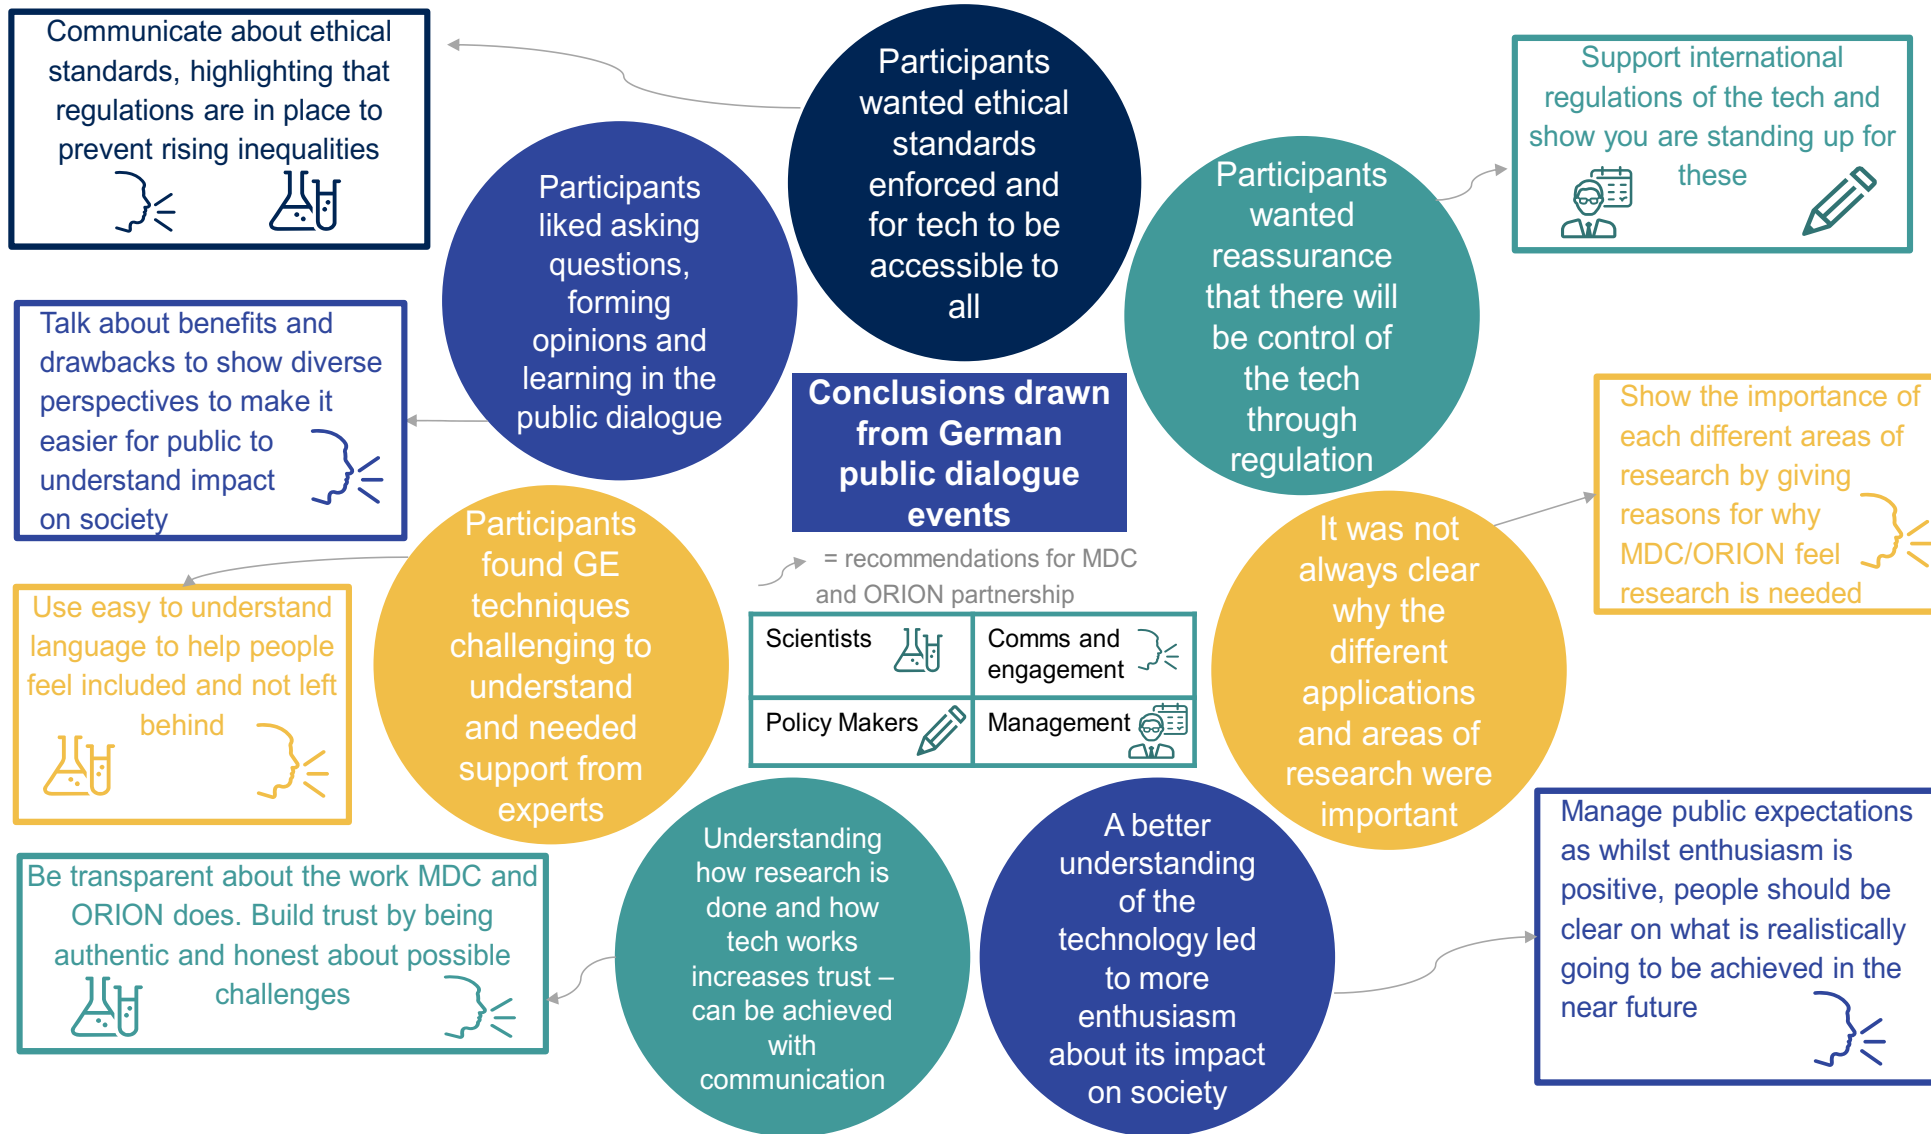 Communicate about ethical
standards, highlighting that
regulations are in place to
prevent rising inequalities
Participants
wanted ethical
standards
enforced and
for tech to be
accessible to
all
Support international
regulations of the tech and
show you are standing up for
these
Participants
liked asking
questions,
forming
opinions and
learning in the
public dialogue
Participants
wanted
reassurance
that there will
be control of
the tech
through
regulation
Talk about benefits and
drawbacks to show diverse
perspectives to make it
easier for public to
understand impact
on society
Conclusions drawn
from German
public dialogue
events
Show the importance of
each different areas of
research by giving
reasons for why
MDC/ORION feel
research is needed
Participants
found GE
techniques
challenging to
understand
and needed
support from
experts
= recommendations for MDC
and ORION partnership
Scientists
Comms and
engagement
Policy Makers
Management
It was not
always clear
why the
different
applications
and areas of
research were
important
Use easy to understand
language to help people
feel included and not left
behind
Understanding
how research is
done and how
tech works
increases trust –
can be achieved
with
communication
A better
understanding
of the
technology led
to more
enthusiasm
about its impact
on society
Manage public expectations
as whilst enthusiasm is
positive, people should be
clear on what is realistically
going to be achieved in the
near future
Be transparent about the work MDC and
ORION does. Build trust by being
authentic and honest about possible
challenges